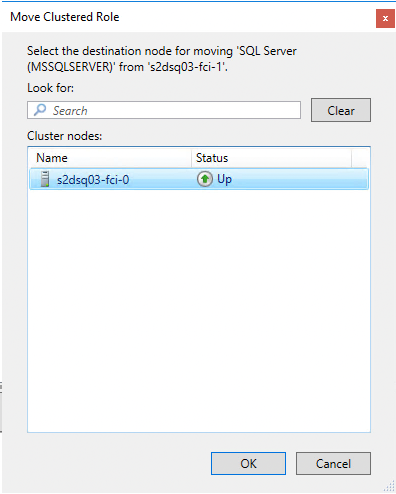 Move Clustered Role
x
Select the destination node for moving 'SQL Server
(MSSQLSERVER)' from 's2dsq03-fci-1'.
Look for:
Search Clear
Cluster nodes:
Name Status
s2dsq03-fci-0 Up
OK Cancel